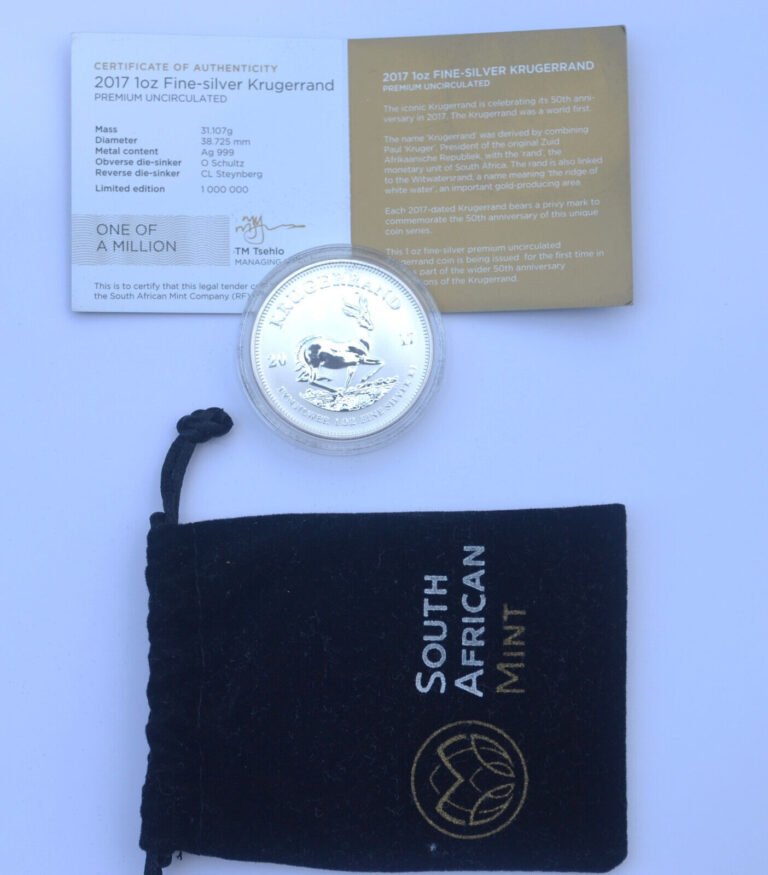 CERTIFICATE OF AUTHENTICITY
2017 1oz Fine-silver Krugerrand
PREMIUM UNCIRCULATED
Mass 31.107g
Diameter 38.725 mm
Metal content Ag 999
Obverse die-sinker O Schultz
Reverse die-sinker CL Steynberg
Limited edition 1 000 000
ONE OF
A MILLION
TM Tsehlo
MANAGING
This is to certify that this legal tender
the South African Mint Company (RF)
2017 1oz FINE-SILVER KRUGERRAND
PREMIUM UNCIRCULATED
The iconic Krugerrand is celebrating its 50th anni-
versary in 2017. The Krugerrand was a world first.
The name 'Krugerrand' was derived by combining
Paul 'Kruger', President of the original Zuid
Afrikaansche Republiek, with the 'rand', the
monetary unit of South Africa. The rand is also linked
to the Witwatersrand, a name meaning 'the ridge of
white water', an important gold-producing area.
Each 2017-dated Krugerrand bears a privy mark to
commemorate the 50th anniversary of this unique
coin series.
This 1 oz fine-silver premium uncirculated
coin is being issued for the first time in
part of the wider 50th anniversary
of the Krugerrand.
KRUGERRAND
20 17
1OZ FINE SILVER
SOUTH
AFRICAN
MINT